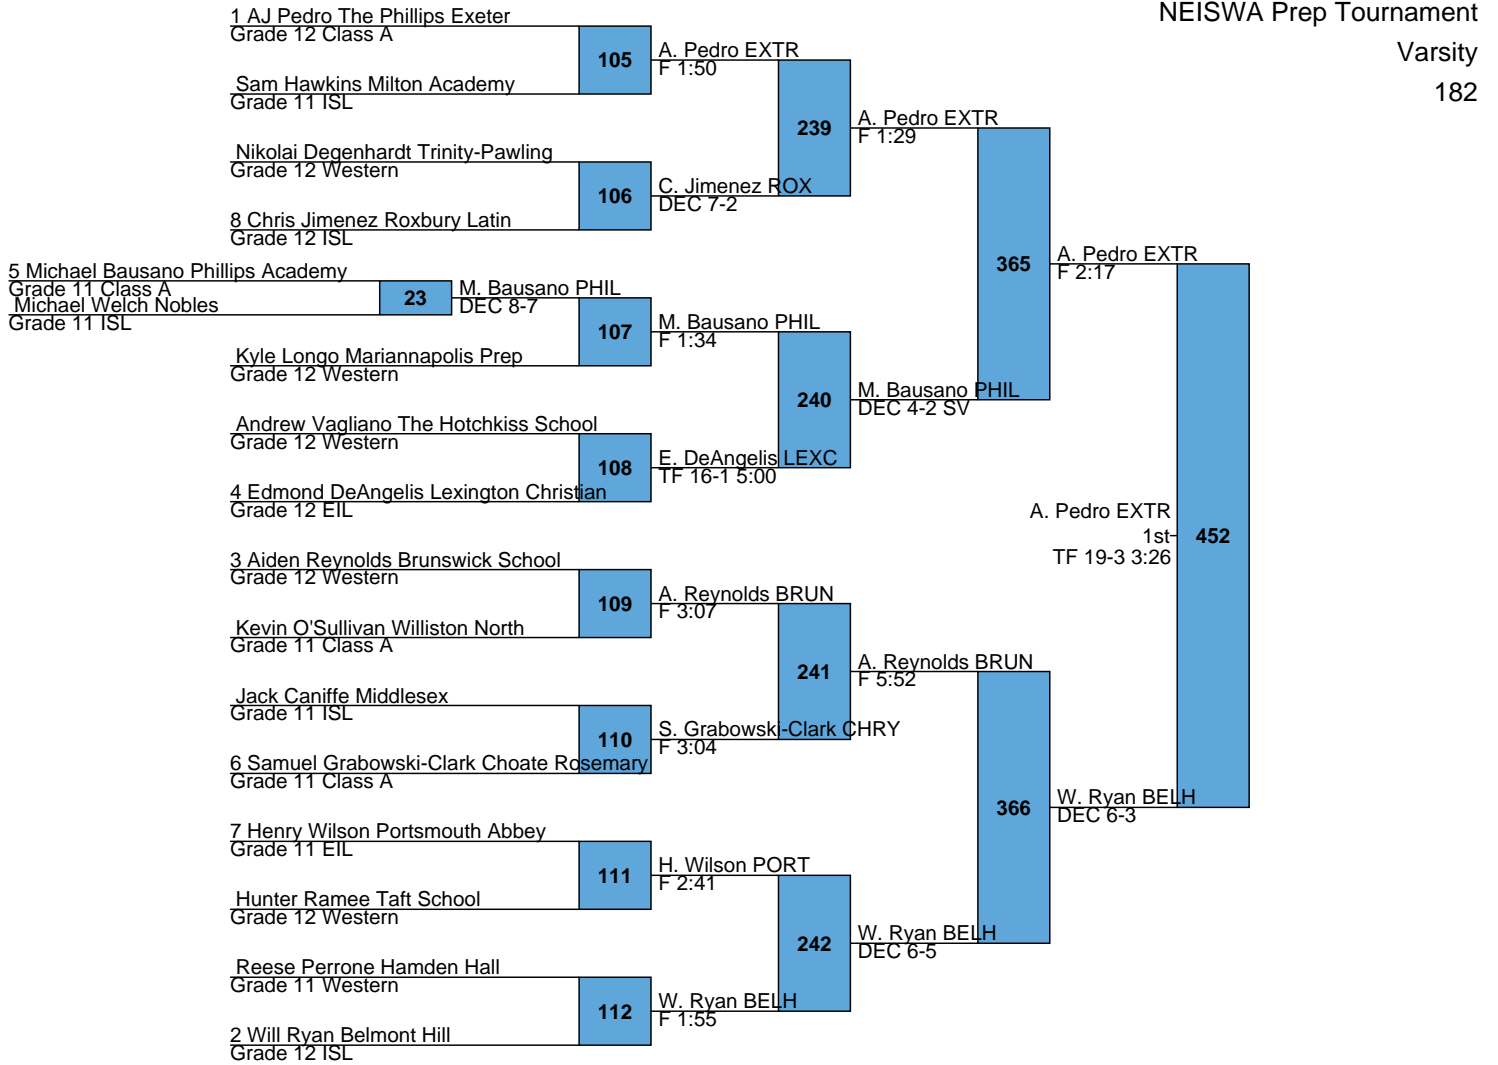 NEISWA Prep Tournament
Varsity
182
1 AJ Pedro The Phillips Exeter
Grade 12 Class A
105
A. Pedro EXTR
F 1:50
Sam Hawkins Milton Academy
Grade 11 ISL
239
A. Pedro EXTR
F 1:29
Nikolai Degenhardt Trinity-Pawling
Grade 12 Western
106
C. Jimenez ROX
DEC 7-2
8 Chris Jimenez Roxbury Latin
Grade 12 ISL
365
A. Pedro EXTR
F 2:17
5 Michael Bausano Phillips Academy
Grade 11 Class A
23
M. Bausano PHIL
DEC 8-7
Michael Welch Nobles
Grade 11 ISL
107
M. Bausano PHIL
F 1:34
Kyle Longo Mariannapolis Prep
Grade 12 Western
240
M. Bausano PHIL
DEC 4-2 SV
Andrew Vagliano The Hotchkiss School
Grade 12 Western
108
E. DeAngelis LEXC
TF 16-1 5:00
4 Edmond DeAngelis Lexington Christian
Grade 12 EIL
A. Pedro EXTR
1st
452
TF 19-3 3:26
3 Aiden Reynolds Brunswick School
Grade 12 Western
109
A. Reynolds BRUN
F 3:07
Kevin O'Sullivan Williston North
Grade 11 Class A
241
A. Reynolds BRUN
F 5:52
Jack Caniffe Middlesex
Grade 11 ISL
110
S. Grabowski-Clark CHRY
F 3:04
6 Samuel Grabowski-Clark Choate Rosemary
Grade 11 Class A
366
W. Ryan BELH
DEC 6-3
7 Henry Wilson Portsmouth Abbey
Grade 11 EIL
111
H. Wilson PORT
F 2:41
Hunter Ramee Taft School
Grade 12 Western
242
W. Ryan BELH
DEC 6-5
Reese Perrone Hamden Hall
Grade 11 Western
112
W. Ryan BELH
F 1:55
2 Will Ryan Belmont Hill
Grade 12 ISL